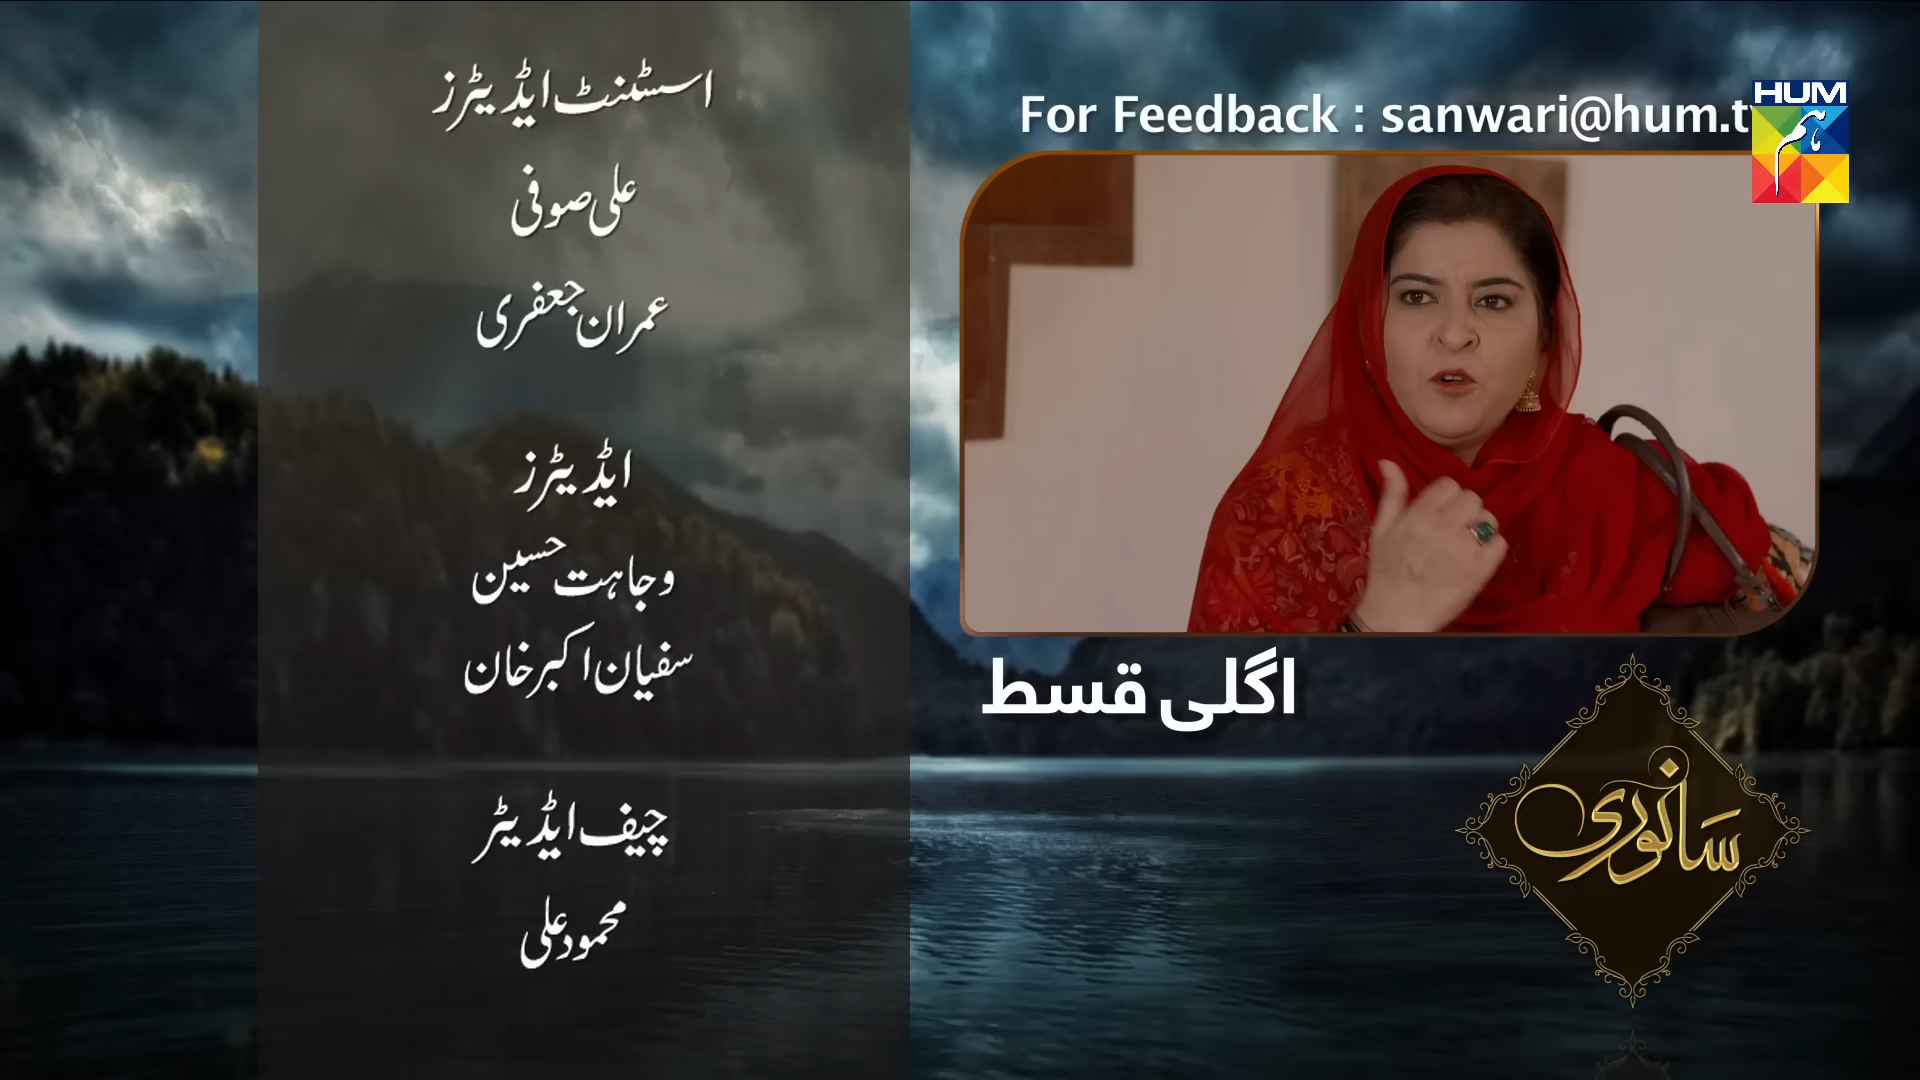 اسسٹنٹ ایڈیٹرز
علی صوفی
عمران جعفری
ایڈیٹرز
وجاہت حسین
سفیان اکبر خان
چیف ایڈیٹر
محمود علی
For Feedback : sanwari@hum.t
HUM
ہم
اگلی قسط
سانوری